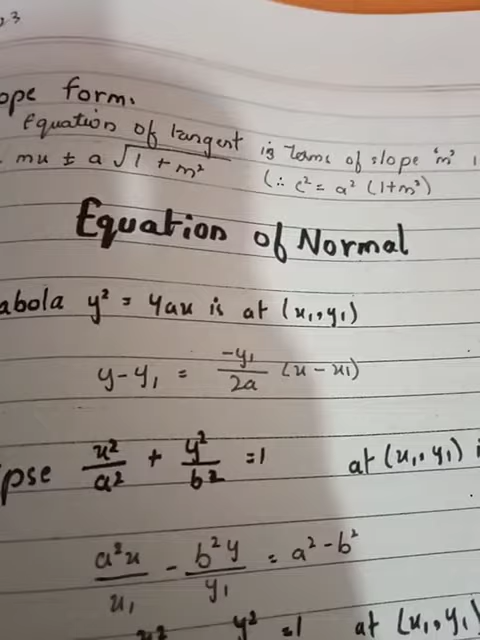 3
ope form.
Equation of tangent is terms of slope "m"
mx ± a √1 + m²
(∴ c² = a² (1+m²)
Equation of Normal
abola y² = 4ax is at (x₁, y₁)
y - y₁ = -y₁/2a (x - x₁)
pse x²/a² + y²/b² = 1 at (x₁, y₁) i
a²x/x₁ - b²y/y₁ = a² - b²
x² y² = 1 at (x₁, y₁)